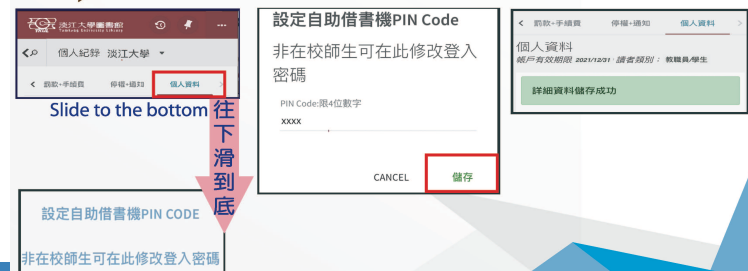 淡江大學圖書館
Tamkang University Library
個人紀錄 淡江大學
罰款+手續費 停權+通知 個人資料
Slide to the bottom
往下滑到底
設定自助借書機PIN CODE
非在校師生可在此修改登入密碼
設定自助借書機PIN Code
非在校師生可在此修改登入
密碼
PIN Code:限4位數字
xxxx
CANCEL 儲存
罰款+手續費 停權+通知 個人資料
個人資料
帳戶有效期限 2021/12/31 讀者類別： 教職員/學生
詳細資料儲存成功